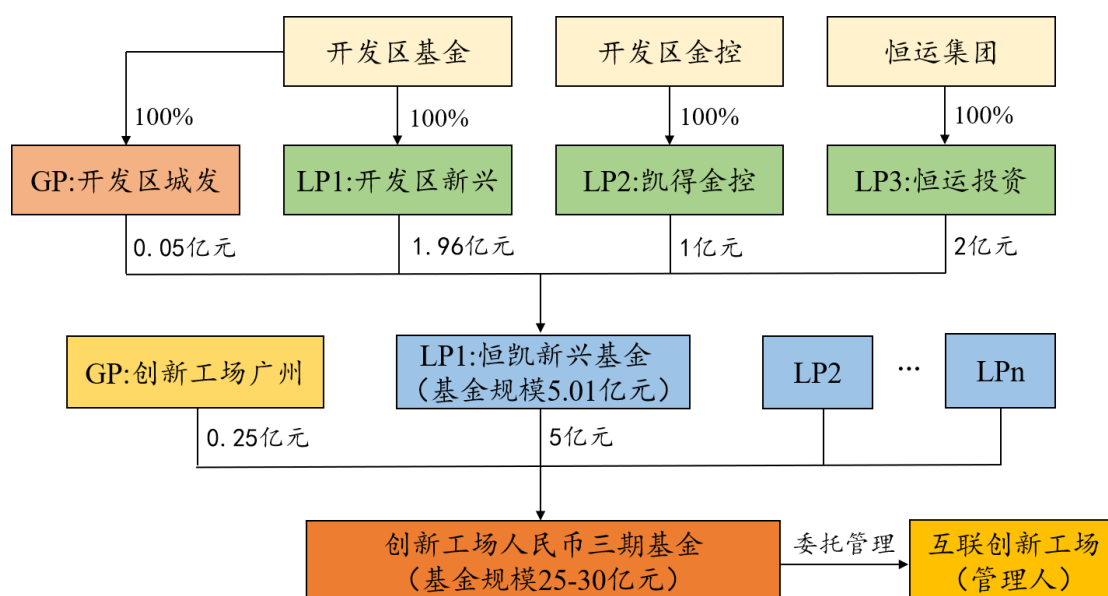 开发区基金
开发区金控
恒运集团
100%
100%
100%
100%
GP:开发区城发
LP1:开发区新兴
LP2:凯得金控
LP3:恒运投资
0.05亿元
1.96亿元
1亿元
2亿元
GP:创新工场广州
LP1:恒凯新兴基金
（基金规模5.01亿元）
LP2
...
LPn
0.25亿元
5亿元
创新工场人民币三期基金
（基金规模25-30亿元）
委托管理
互联创新工场
（管理人）